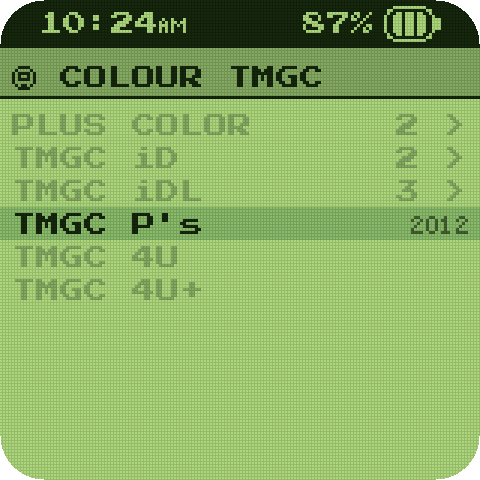 10:24AM 87%
COLOUR TMGC
PLUS COLOR 2 >
TMGC iD 2 >
TMGC iDL 3 >
TMGC P's 2012
TMGC 4U
TMGC 4U+